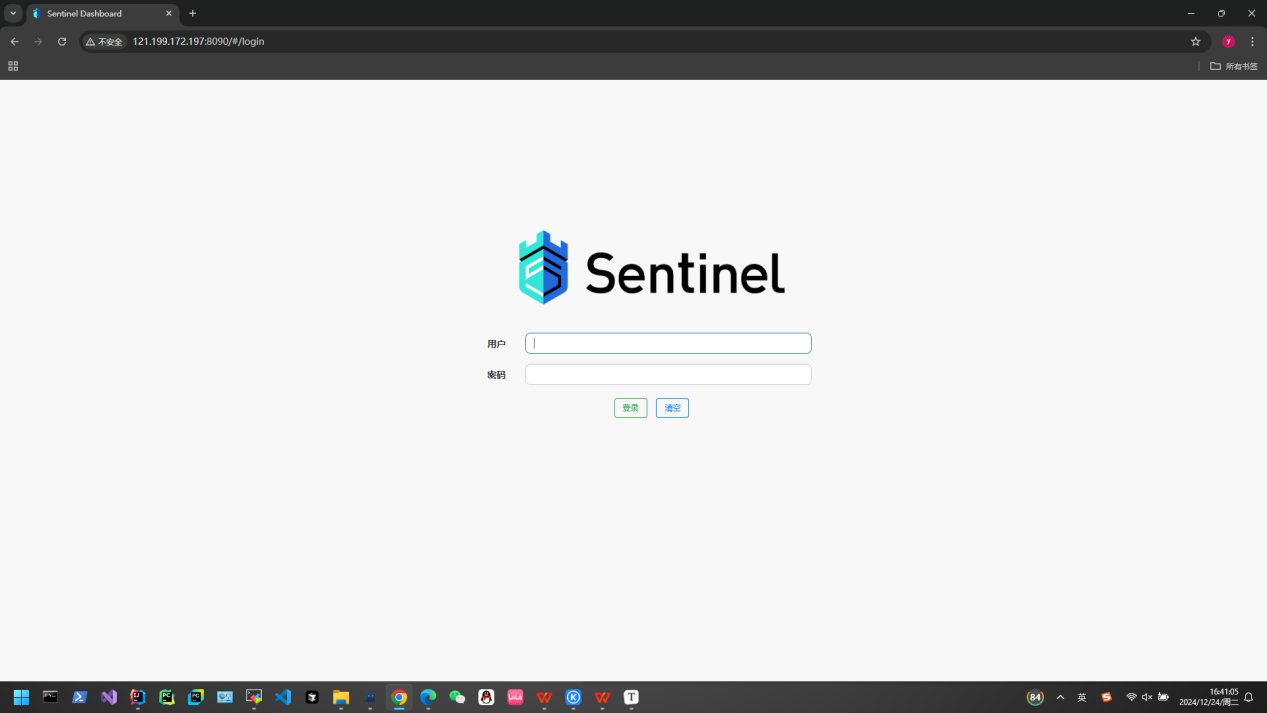 Sentinel Dashboard
不安全
121.199.172.197:8090/#/login
y
所有书签
Sentinel
用户
密码
登录 清空
84
英
16:41:05
2024/12/24/周二